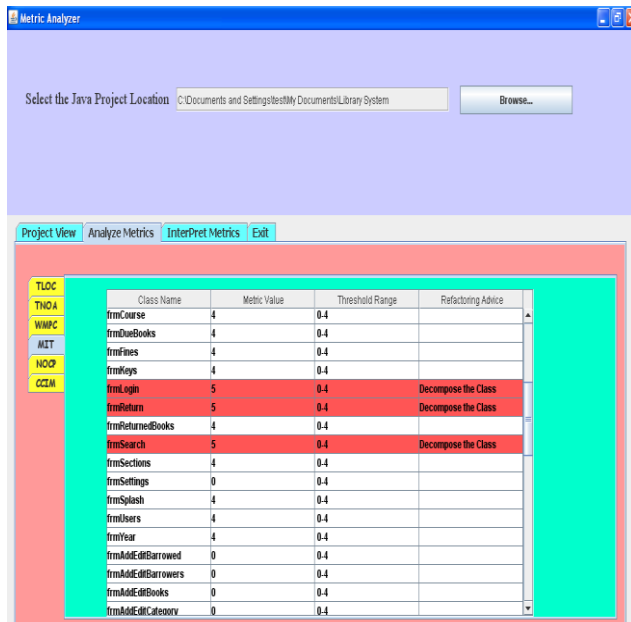 Metric Analyzer
Select the Java Project Location C:\Documents and Settings\test\My Documents\Library System Browse...
Project View Analyze Metrics InterPret Metrics Exit
TLOC
TNOA
WMPC
MIT
NOCP
CCIM
Class Name Metric Value Threshold Range Refactoring Advice
frmCourse 4 0-4
frmDueBooks 4 0-4
frmFines 4 0-4
frmKeys 4 0-4
frmLogin 5 0-4 Decompose the Class
frmReturn 5 0-4 Decompose the Class
frmReturnedBooks 4 0-4
frmSearch 5 0-4 Decompose the Class
frmSections 4 0-4
frmSettings 0 0-4
frmSplash 4 0-4
frmUsers 4 0-4
frmYear 4 0-4
frmAddEditBarrowed 0 0-4
frmAddEditBarrowers 0 0-4
frmAddEditBooks 0 0-4
frmAddEditCategory 0 0-4